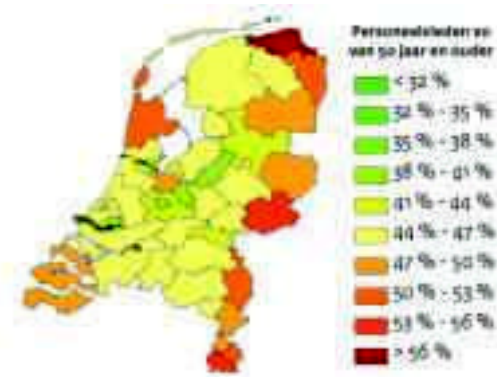 Personeelsleden
van 50 jaar en ouder
< 32 %
32 % - 35 %
35 % - 38 %
38 % - 41 %
41 % - 44 %
44 % - 47 %
47 % - 50 %
50 % - 53 %
53 % - 56 %
> 56 %